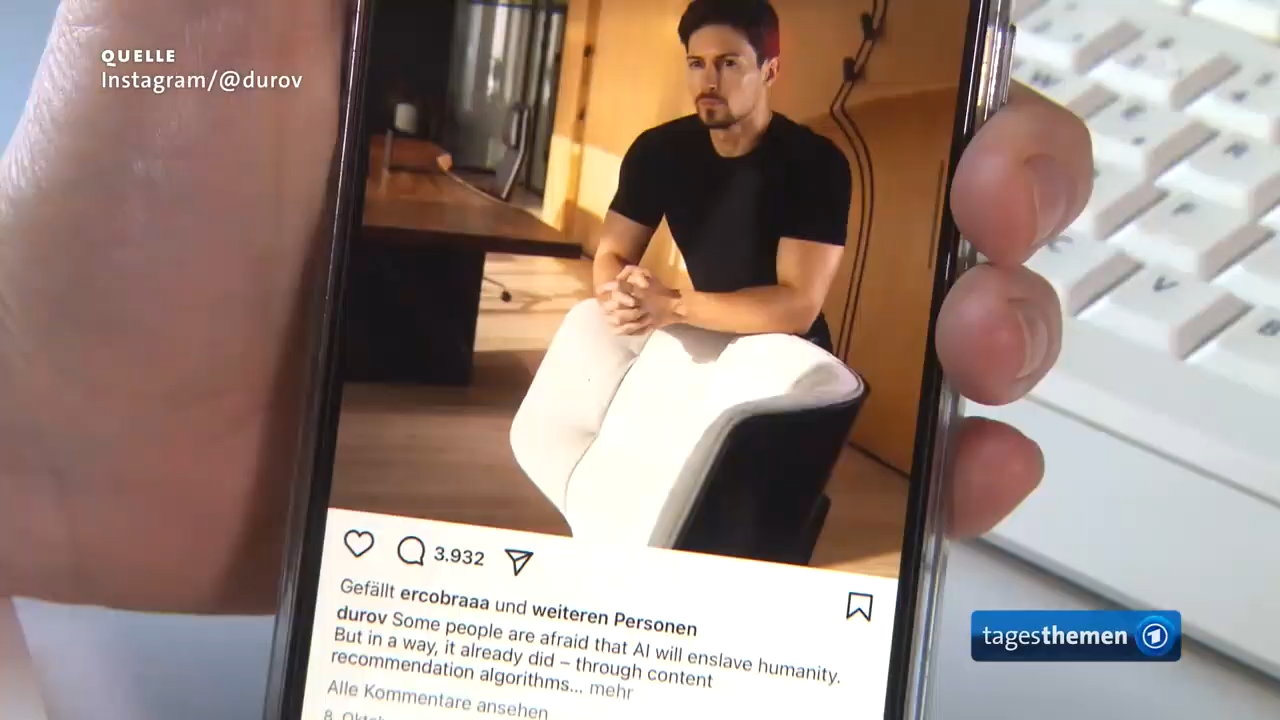 QUELLE
Instagram/@durov
3.932
Gefällt ercobraaa und weiteren Personen
durov Some people are afraid that AI will enslave humanity.
But in a way, it already did – through content
recommendation algorithms... mehr
Alle Kommentare ansehen
tagesthemen